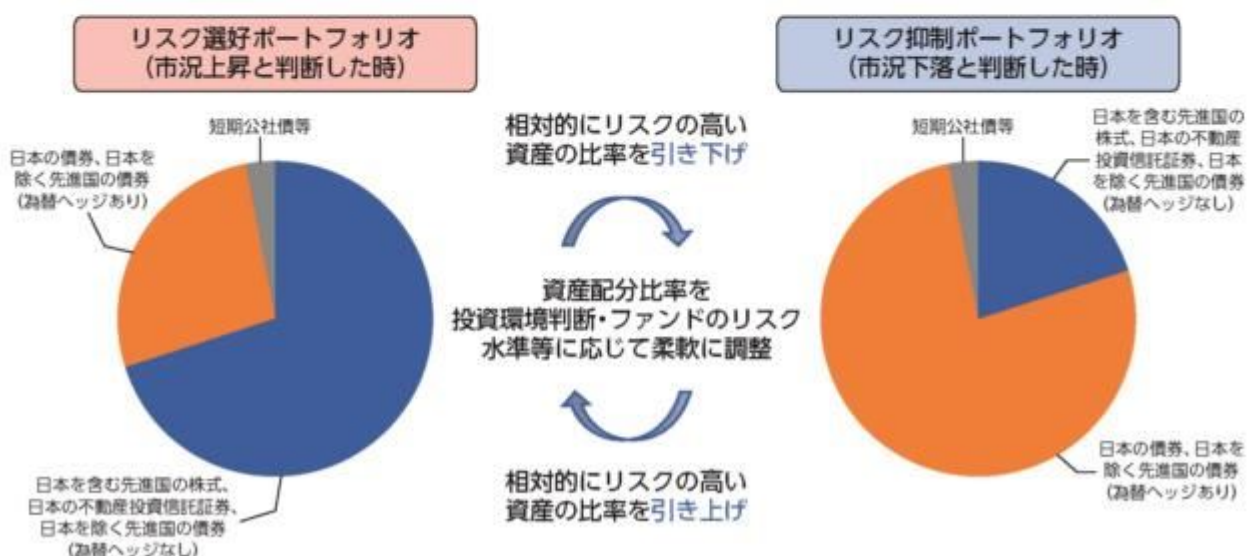 リスク選好ポートフォリオ
(市況上昇と判断した時)
短期公社債等
日本の債券、日本を
除く先進国の債券
(為替ヘッジあり)
日本を含む先進国の株式、
日本の不動産投資信託証券、
日本を除く先進国の債券
(為替ヘッジなし)
相対的にリスクの高い
資産の比率を引き下げ
資産配分比率を
投資環境判断・ファンドのリスク
水準等に応じて柔軟に調整
相対的にリスクの高い
資産の比率を引き上げ
リスク抑制ポートフォリオ
(市況下落と判断した時)
短期公社債等
日本を含む先進国の
株式、日本の不動産
投資信託証券、日本
を除く先進国の債券
(為替ヘッジなし)
日本の債券、日本を
除く先進国の債券
(為替ヘッジあり)